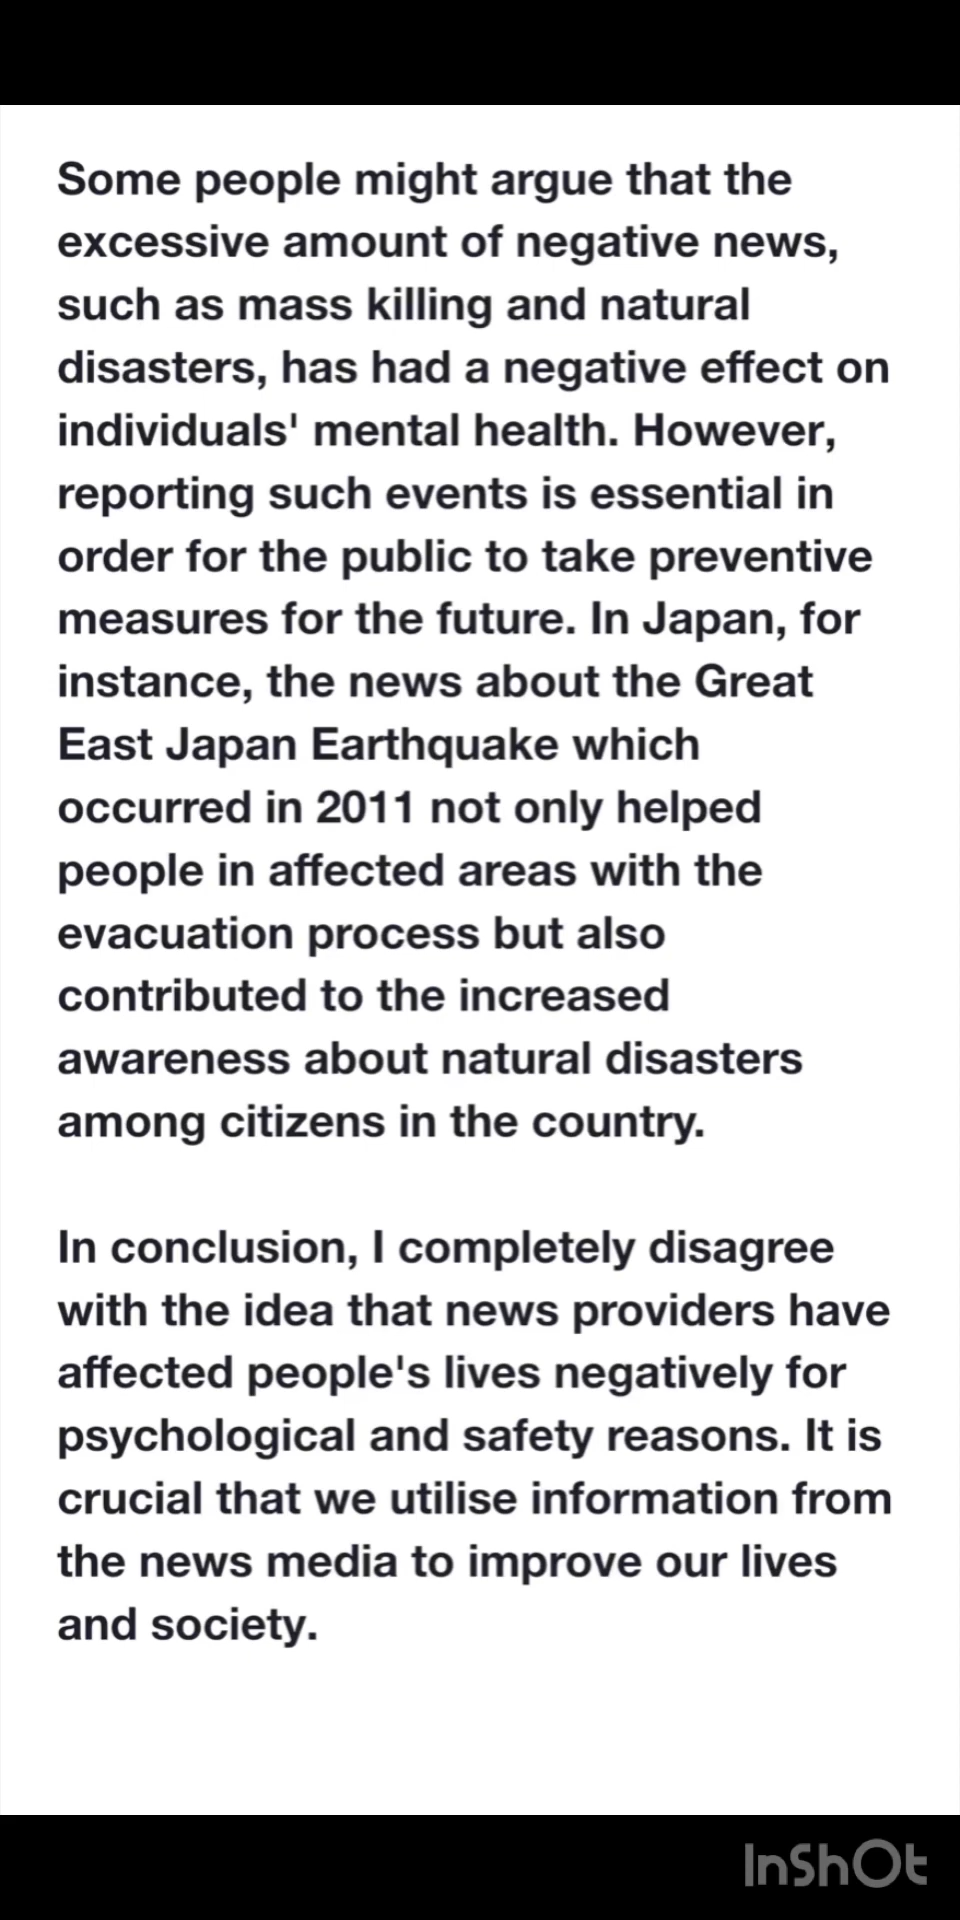 Some people might argue that the
excessive amount of negative news,
such as mass killing and natural
disasters, has had a negative effect on
individuals' mental health. However,
reporting such events is essential in
order for the public to take preventive
measures for the future. In Japan, for
instance, the news about the Great
East Japan Earthquake which
occurred in 2011 not only helped
people in affected areas with the
evacuation process but also
contributed to the increased
awareness about natural disasters
among citizens in the country.
In conclusion, I completely disagree
with the idea that news providers have
affected people's lives negatively for
psychological and safety reasons. It is
crucial that we utilise information from
the news media to improve our lives
and society.
InShOt